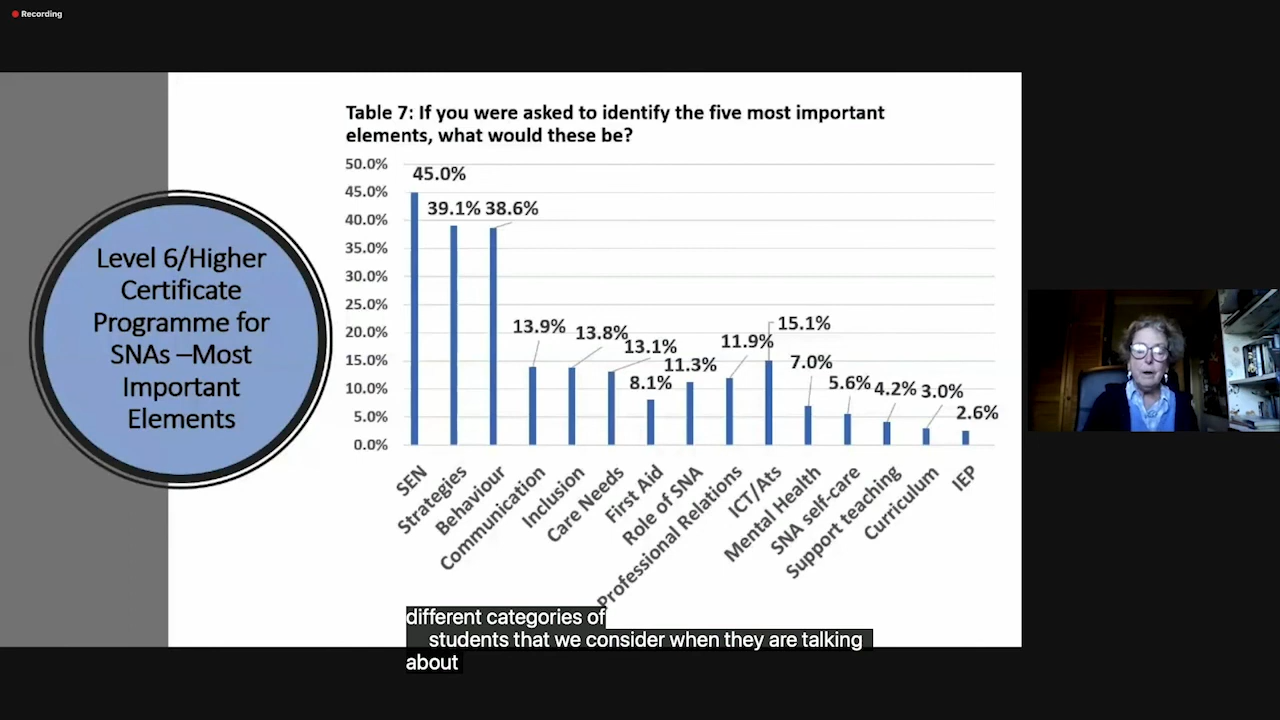 Recording
Table 7: If you were asked to identify the five most important
elements, what would these be?
Level 6/Higher
Certificate
Programme for
SNAs –Most
Important
Elements
50.0%
45.0%
40.0%
35.0%
30.0%
25.0%
20.0%
15.0%
10.0%
5.0%
0.0%
45.0%
39.1%
38.6%
13.9%
13.8%
13.1%
8.1%
11.3%
11.9%
15.1%
7.0%
5.6%
4.2%
3.0%
2.6%
SEN
Strategies
Behaviour
Communication
Inclusion
Care Needs
First Aid
Role of SNA
Professional Relations
ICT/Ats
Mental Health
SNA self-care
Support teaching
Curriculum
IEP
different categories of
students that we consider when they are talking
about